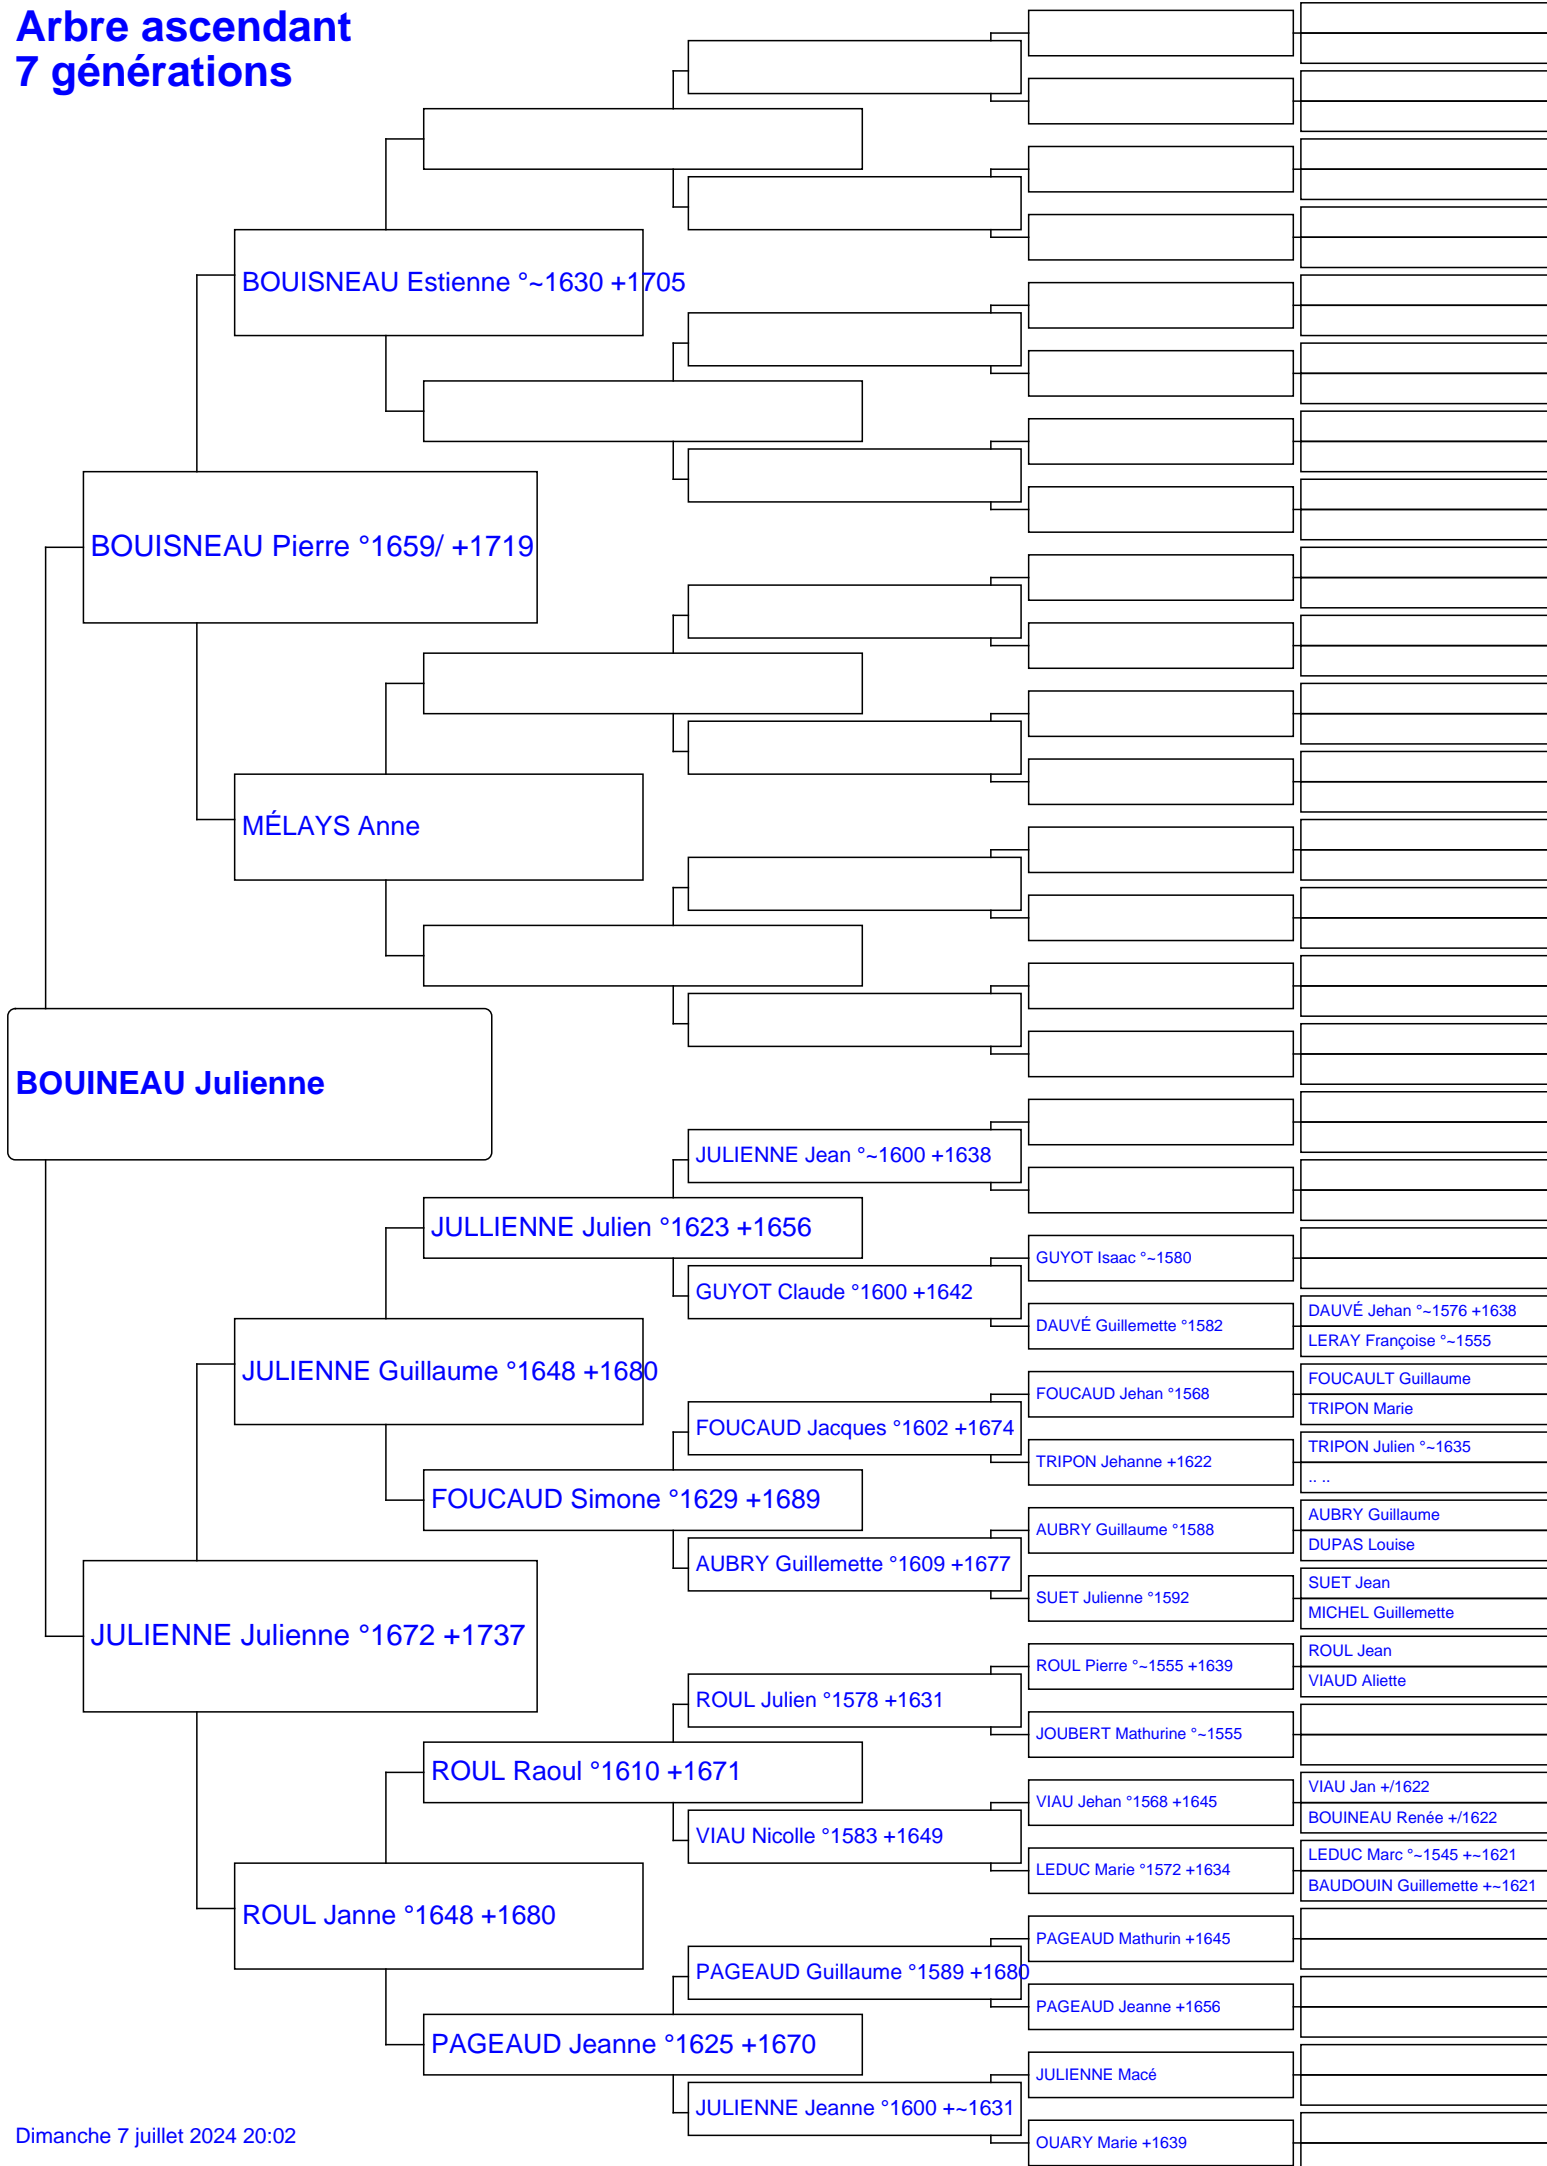 Arbre ascendant
7 générations
BOUISNEAU Estienne °~1630 +1705
BOUISNEAU Pierre °1659/ +1719
MÉLAYS Anne
BOUINEAU Julienne
JULIENNE Jean °~1600 +1638
JULLIENNE Julien °1623 +1656
GUYOT Isaac °~1580
GUYOT Claude °1600 +1642
DAUVÉ Jehan °~1576 +1638
DAUVÉ Guillemette °1582
LERAY Françoise °~1555
JULIENNE Guillaume °1648 +1680
FOUCAULT Guillaume
FOUCAUD Jehan °1568
TRIPON Marie
FOUCAUD Jacques °1602 +1674
TRIPON Julien °~1635
TRIPON Jehanne +1622
.. ..
FOUCAUD Simone °1629 +1689
AUBRY Guillaume
AUBRY Guillaume °1588
DUPAS Louise
AUBRY Guillemette °1609 +1677
SUET Jean
SUET Julienne °1592
MICHEL Guillemette
JULIENNE Julienne °1672 +1737
ROUL Jean
ROUL Pierre °~1555 +1639
VIAUD Aliette
ROUL Julien °1578 +1631
JOUBERT Mathurine °~1555
ROUL Raoul °1610 +1671
VIAU Jan +/1622
VIAU Jehan °1568 +1645
BOUINEAU Renée +/1622
VIAU Nicolle °1583 +1649
LEDUC Marc °~1545 +~1621
LEDUC Marie °1572 +1634
BAUDOUIN Guillemette +~1621
ROUL Janne °1648 +1680
PAGEAUD Mathurin +1645
PAGEAUD Guillaume °1589 +1680
PAGEAUD Jeanne +1656
PAGEAUD Jeanne °1625 +1670
JULIENNE Macé
JULIENNE Jeanne °1600 +~1631
OUARY Marie +1639
Dimanche 7 juillet 2024 20:02